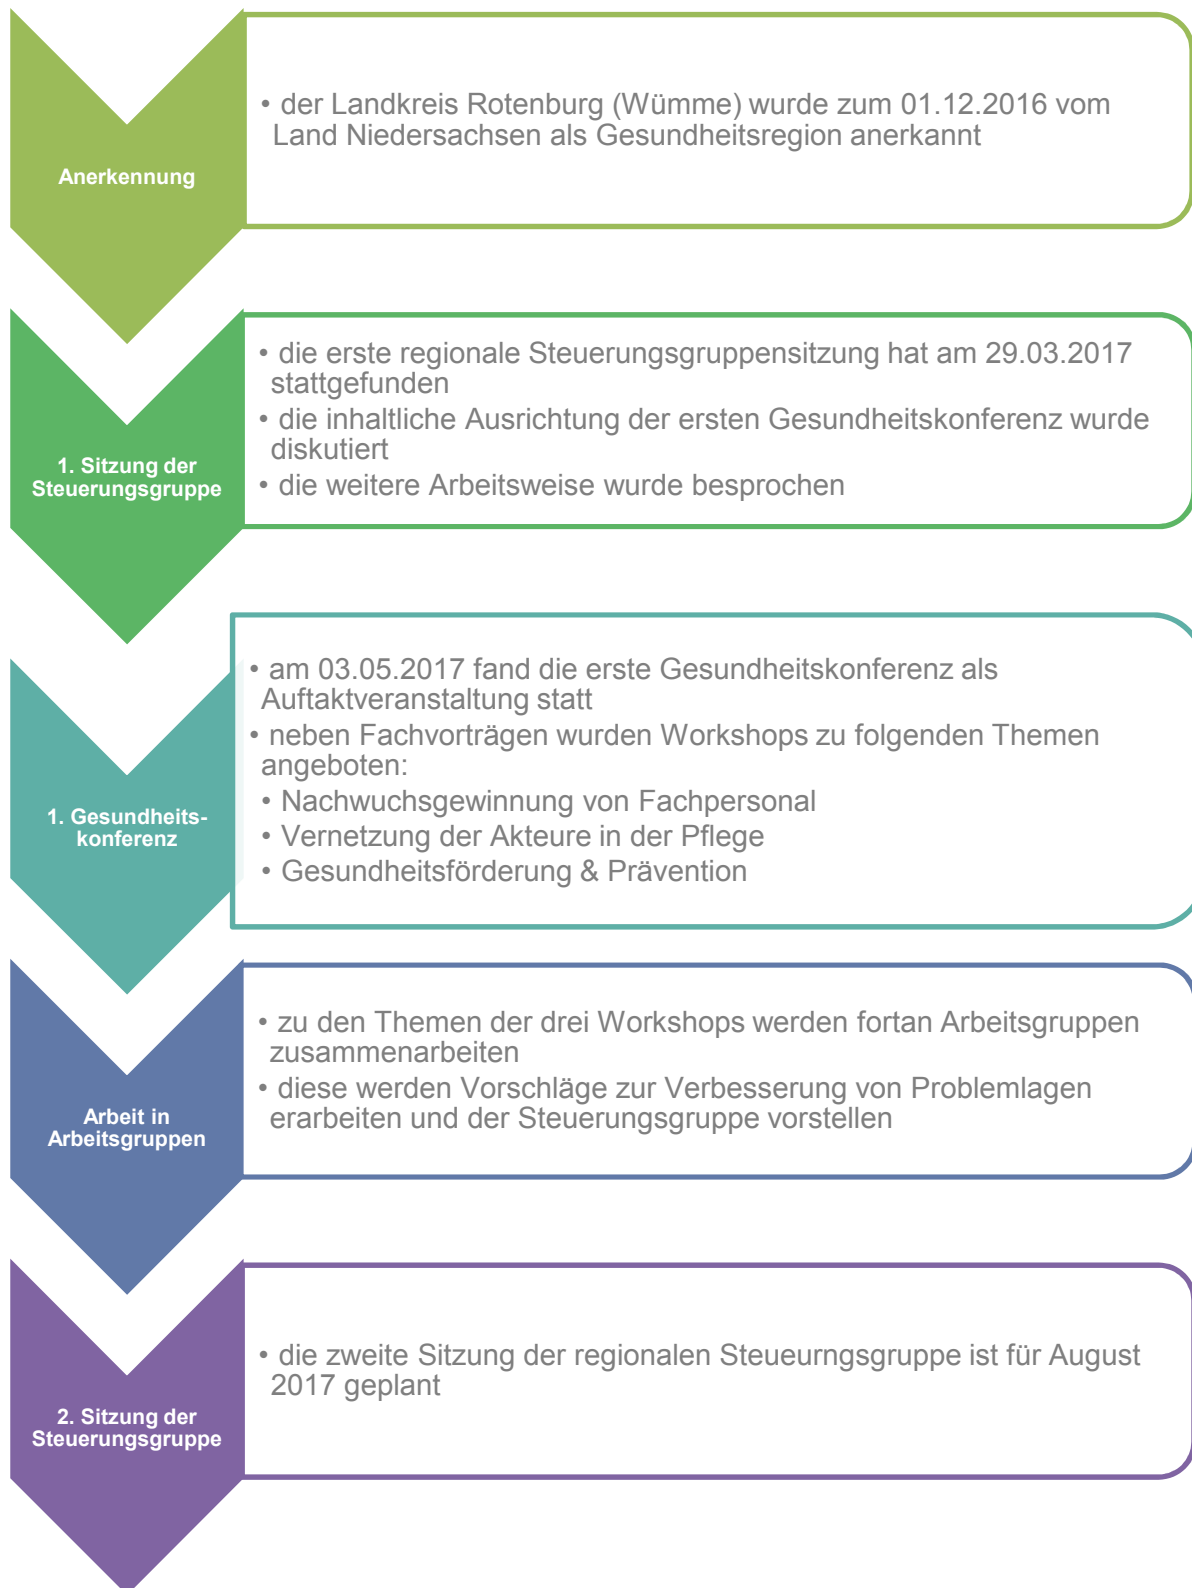 Anerkennung
• der Landkreis Rotenburg (Wümme) wurde zum 01.12.2016 vom
Land Niedersachsen als Gesundheitsregion anerkannt
1. Sitzung der
Steuerungsgruppe
• die erste regionale Steuerungsgruppensitzung hat am 29.03.2017
stattgefunden
• die inhaltliche Ausrichtung der ersten Gesundheitskonferenz wurde
diskutiert
• die weitere Arbeitsweise wurde besprochen
1. Gesundheits-
konferenz
• am 03.05.2017 fand die erste Gesundheitskonferenz als
Auftaktveranstaltung statt
• neben Fachvorträgen wurden Workshops zu folgenden Themen
angeboten:
• Nachwuchsgewinnung von Fachpersonal
• Vernetzung der Akteure in der Pflege
• Gesundheitsförderung & Prävention
Arbeit in
Arbeitsgruppen
• zu den Themen der drei Workshops werden fortan Arbeitsgruppen
zusammenarbeiten
• diese werden Vorschläge zur Verbesserung von Problemlagen
erarbeiten und der Steuerungsgruppe vorstellen
2. Sitzung der
Steuerungsgruppe
• die zweite Sitzung der regionalen Steueurngsgruppe ist für August
2017 geplant